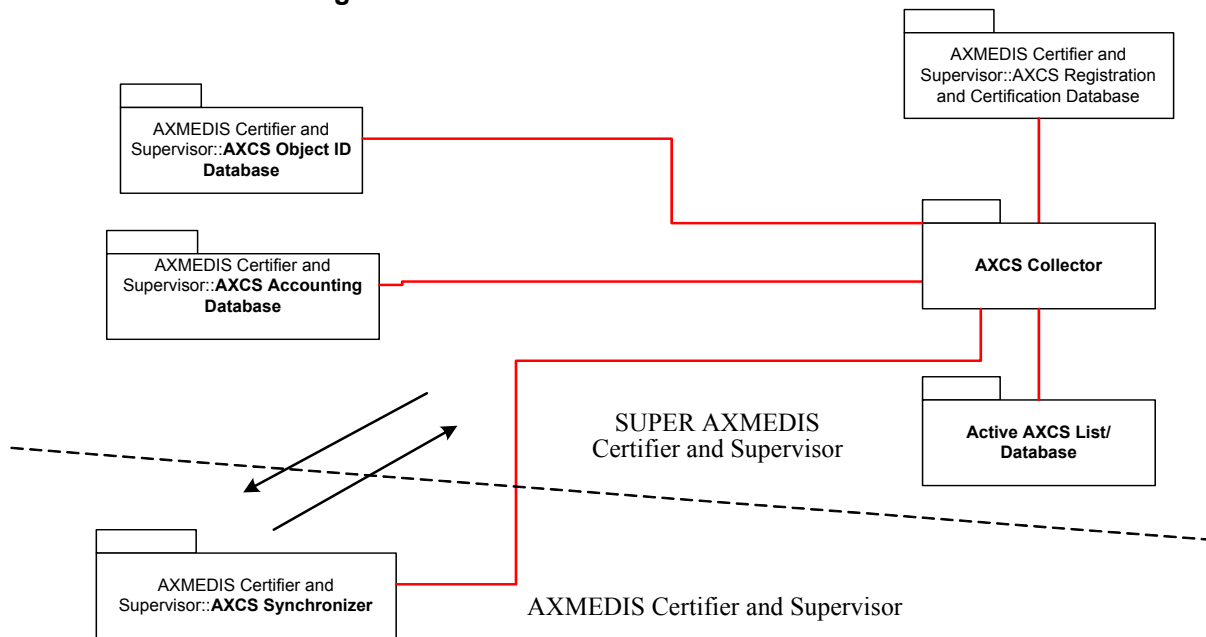 AXMEDIS Certifier and
Supervisor::AXCS Registration
and Certification Database
AXMEDIS Certifier and
Supervisor::AXCS Object ID
Database
AXCS Collector
AXMEDIS Certifier and
Supervisor::AXCS Accounting
Database
SUPER AXMEDIS
Certifier and Supervisor
Active AXCS List/
Database
AXMEDIS Certifier and
Supervisor::AXCS Synchronizer
AXMEDIS Certifier and Supervisor